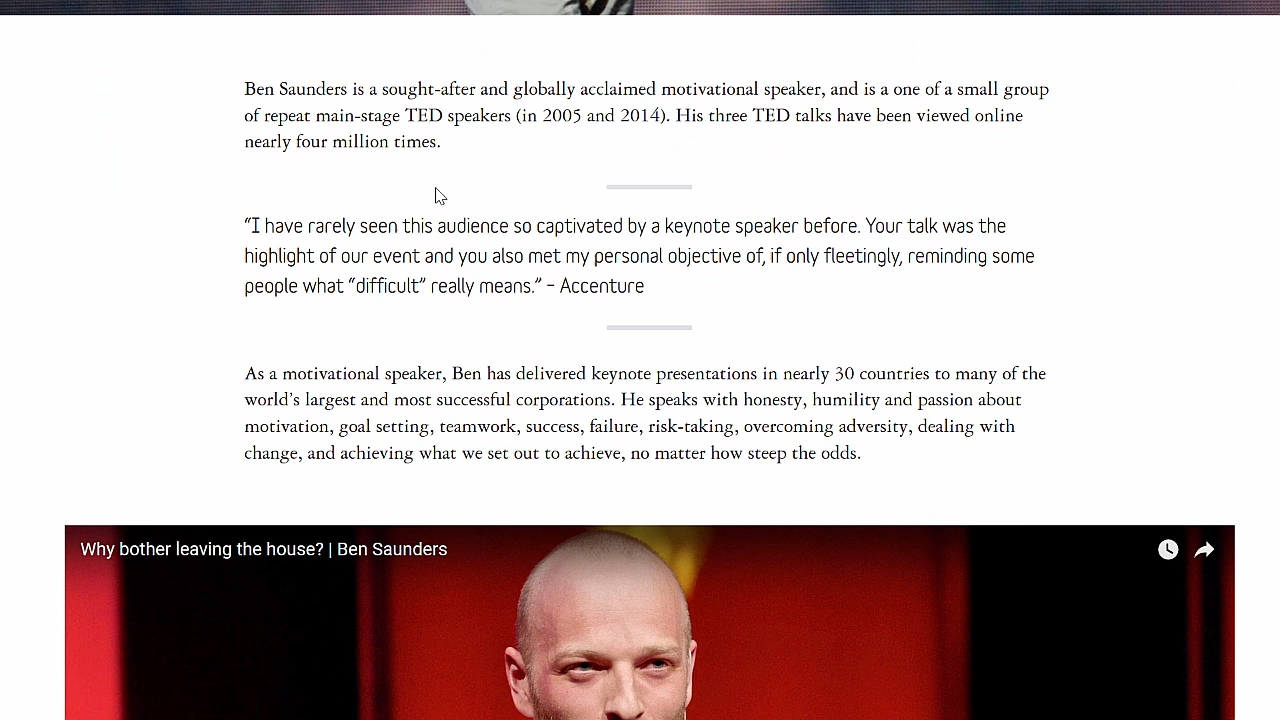 Ben Saunders is a sought-after and globally acclaimed motivational speaker, and is a one of a small group
of repeat main-stage TED speakers (in 2005 and 2014). His three TED talks have been viewed online
nearly four million times.
“I have rarely seen this audience so captivated by a keynote speaker before. Your talk was the
highlight of our event and you also met my personal objective of, if only fleetingly, reminding some
people what “difficult” really means.” – Accenture
As a motivational speaker, Ben has delivered keynote presentations in nearly 30 countries to many of the
world’s largest and most successful corporations. He speaks with honesty, humility and passion about
motivation, goal setting, teamwork, success, failure, risk-taking, overcoming adversity, dealing with
change, and achieving what we set out to achieve, no matter how steep the odds.
Why bother leaving the house? | Ben Saunders